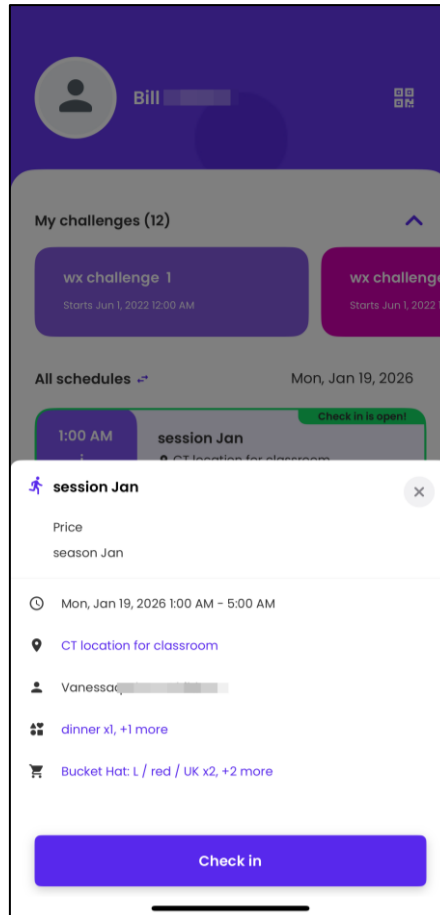 Bill
My challenges (12)
wx challenge 1
Starts Jun 1, 2022 12:00 AM
wx challenge
Starts Jun 1, 2022
All schedules
Mon, Jan 19, 2026
Check in is open!
1:00 AM
session Jan
CT location for classroom
session Jan
Price
season Jan
Mon, Jan 19, 2026 1:00 AM - 5:00 AM
CT location for classroom
Vanessa
dinner x1, +1 more
Bucket Hat: L / red / UK x2, +2 more
Check in